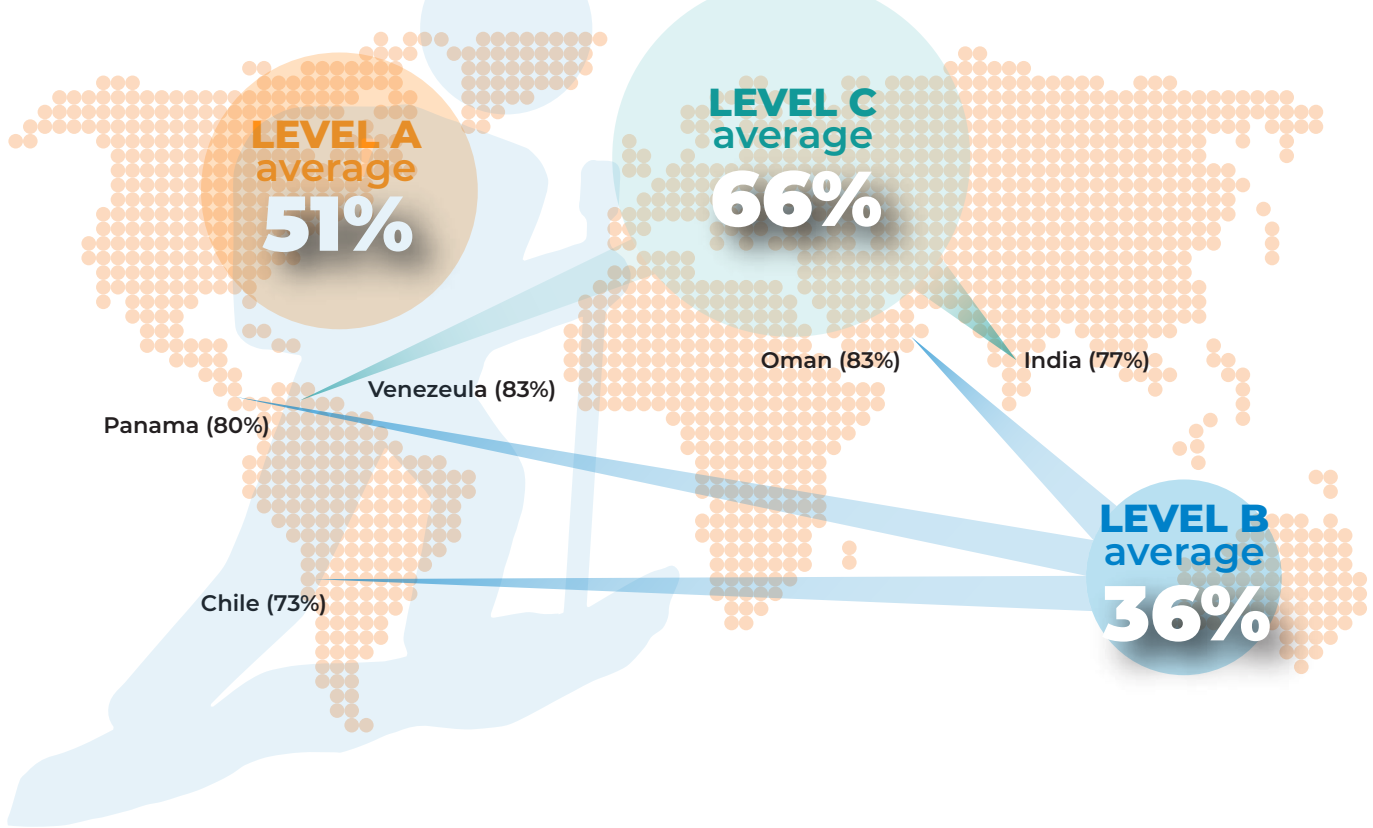 LEVEL A
average
51%
LEVEL C
average
66%
Oman (83%)
India (77%)
Venezeula (83%)
Panama (80%)
LEVEL B
average
36%
Chile (73%)